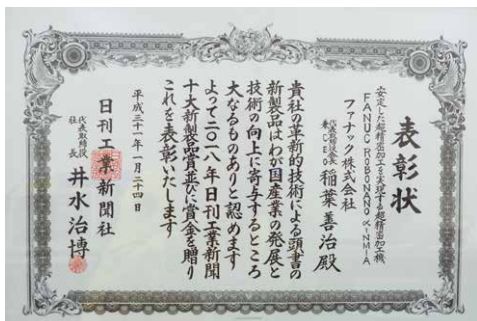 表彰状
安定した超精密加工を実現する超精密加工機
FANUC ROBONANO α-NMiA
ファナック株式会社
代表取締役会長
兼CEO 稲葉善治殿
貴社の革新的技術による頭書の
新製品はわが国産業の発展と
技術の向上に寄与するところ
大なるものありと認めます
よって二〇一八年日刊工業新聞
十大新製品賞並びに賞金を贈り
これを表彰いたします
平成三十一年一月二十四日
日刊工業新聞社
代表取締役
社長 井水治博